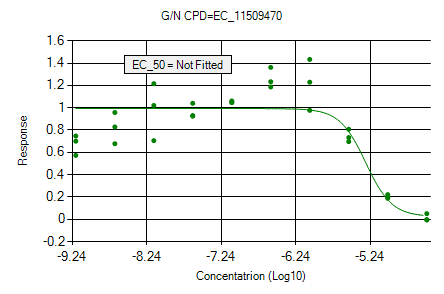 G/N CPD=EC_11509470
1.6
1.4
EC_50 = Not Fitted
1.2
1
0.8
0.6
0.4
0.2
0
-0.2
Response
-9.24 -8.24 -7.24 -6.24 -5.24
Concentatrion (Log10)